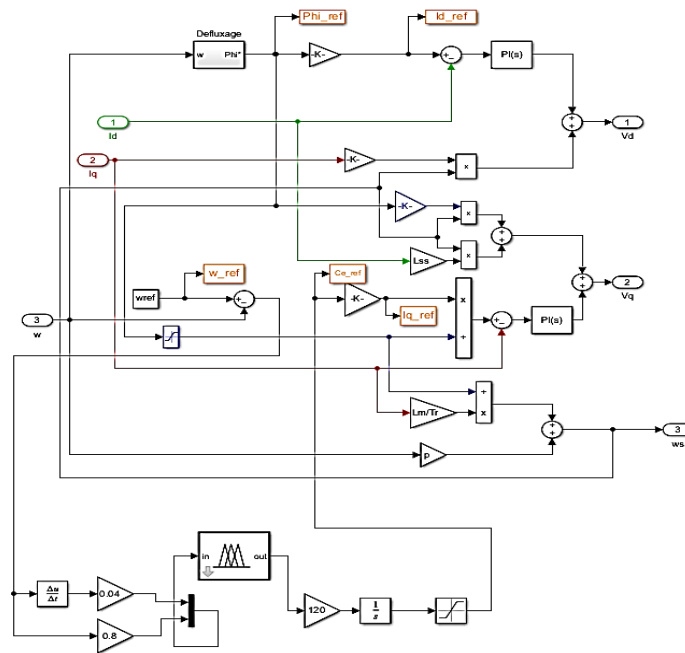 Phi_ref
Id_ref
Defluxage
w
Phi*
-K-
PI(s)
1
Id
1
Vd
2
Iq
-K-
x
-K-
x
Lss
x
Ce_ref
w_ref
wref
-K-
x
Iq_ref
PI(s)
2
Vq
3
w
÷
÷
x
Lm/Tr
p
3
ws
in
out
Δu
Δt
0.04
0.8
120
1
s